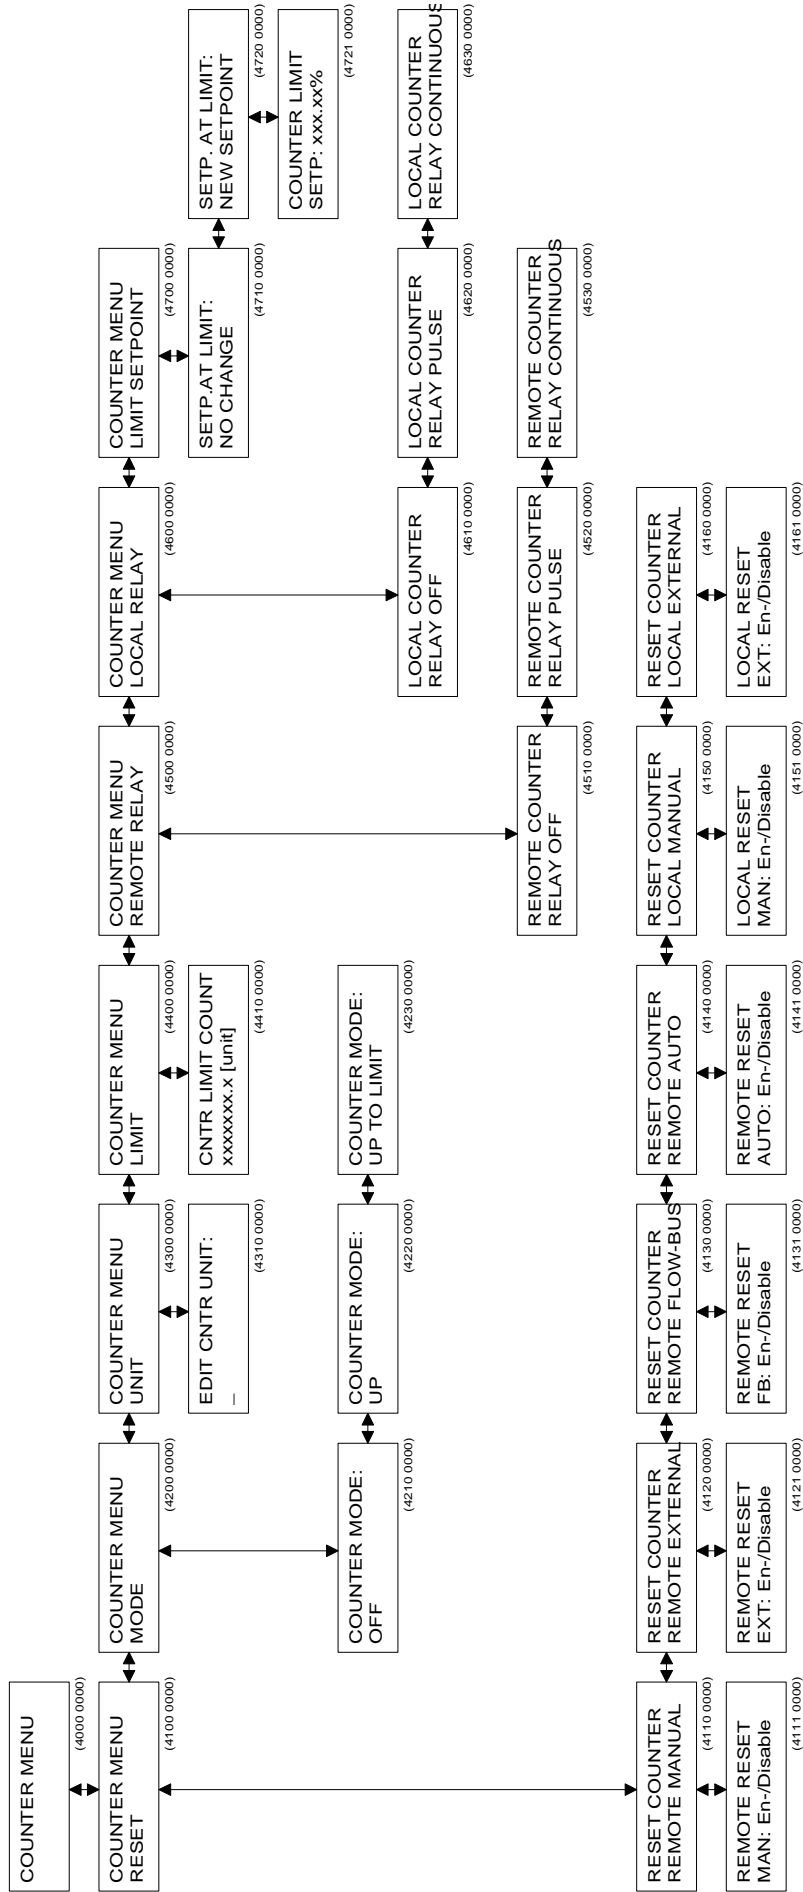 COUNTER MENU
(4000 0000)
COUNTER MENU
RESET
(4100 0000)
COUNTER MENU
MODE
(4200 0000)
COUNTER MENU
UNIT
(4300 0000)
COUNTER MENU
LIMIT
(4400 0000)
COUNTER MENU
REMOTE RELAY
(4500 0000)
COUNTER MENU
LOCAL RELAY
(4600 0000)
COUNTER MENU
LIMIT SETPOINT
(4700 0000)
EDIT CNTR UNIT:
_
(4310 0000)
CNTR LIMIT COUNT
xxxxxxx.x [unit]
(4410 0000)
SETP.AT LIMIT:
NO CHANGE
(4710 0000)
SETP. AT LIMIT:
NEW SETPOINT
(4720 0000)
COUNTER LIMIT
SETP: xxx.xx%
(4721 0000)
COUNTER MODE:
OFF
(4210 0000)
COUNTER MODE:
UP
(4220 0000)
COUNTER MODE:
UP TO LIMIT
(4230 0000)
LOCAL COUNTER
RELAY OFF
(4610 0000)
LOCAL COUNTER
RELAY PULSE
(4620 0000)
LOCAL COUNTER
RELAY CONTINUOUS
(4630 0000)
REMOTE COUNTER
RELAY OFF
(4510 0000)
REMOTE COUNTER
RELAY PULSE
(4520 0000)
REMOTE COUNTER
RELAY CONTINUOUS
(4530 0000)
RESET COUNTER
REMOTE MANUAL
(4110 0000)
RESET COUNTER
REMOTE EXTERNAL
(4120 0000)
RESET COUNTER
REMOTE FLOW-BUS
(4130 0000)
RESET COUNTER
REMOTE AUTO
(4140 0000)
RESET COUNTER
LOCAL MANUAL
(4150 0000)
RESET COUNTER
LOCAL EXTERNAL
(4160 0000)
REMOTE RESET
MAN: En-/Disable
(4111 0000)
REMOTE RESET
EXT: En-/Disable
(4121 0000)
REMOTE RESET
FB: En-/Disable
(4131 0000)
REMOTE RESET
AUTO: En-/Disable
(4141 0000)
LOCAL RESET
MAN: En-/Disable
(4151 0000)
LOCAL RESET
EXT: En-/Disable
(4161 0000)